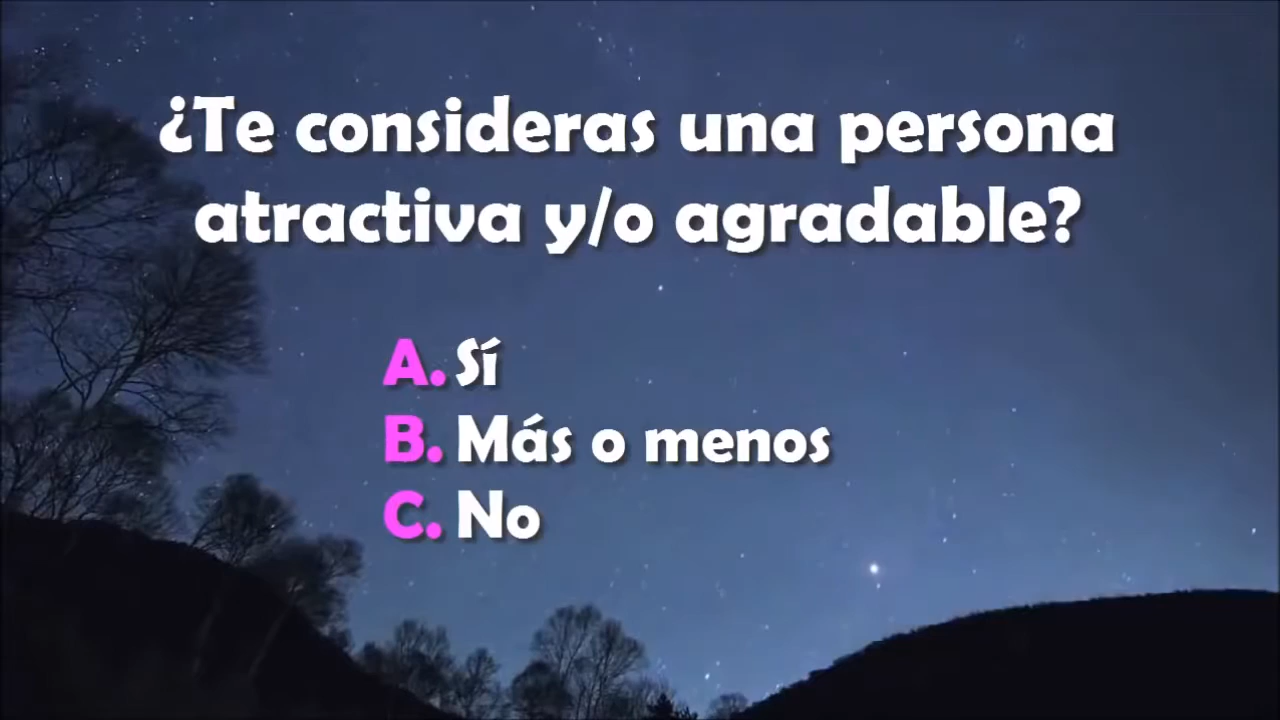 ¿Te consideras una persona
atractiva y/o agradable?
A. Sí
B. Más o menos
C. No